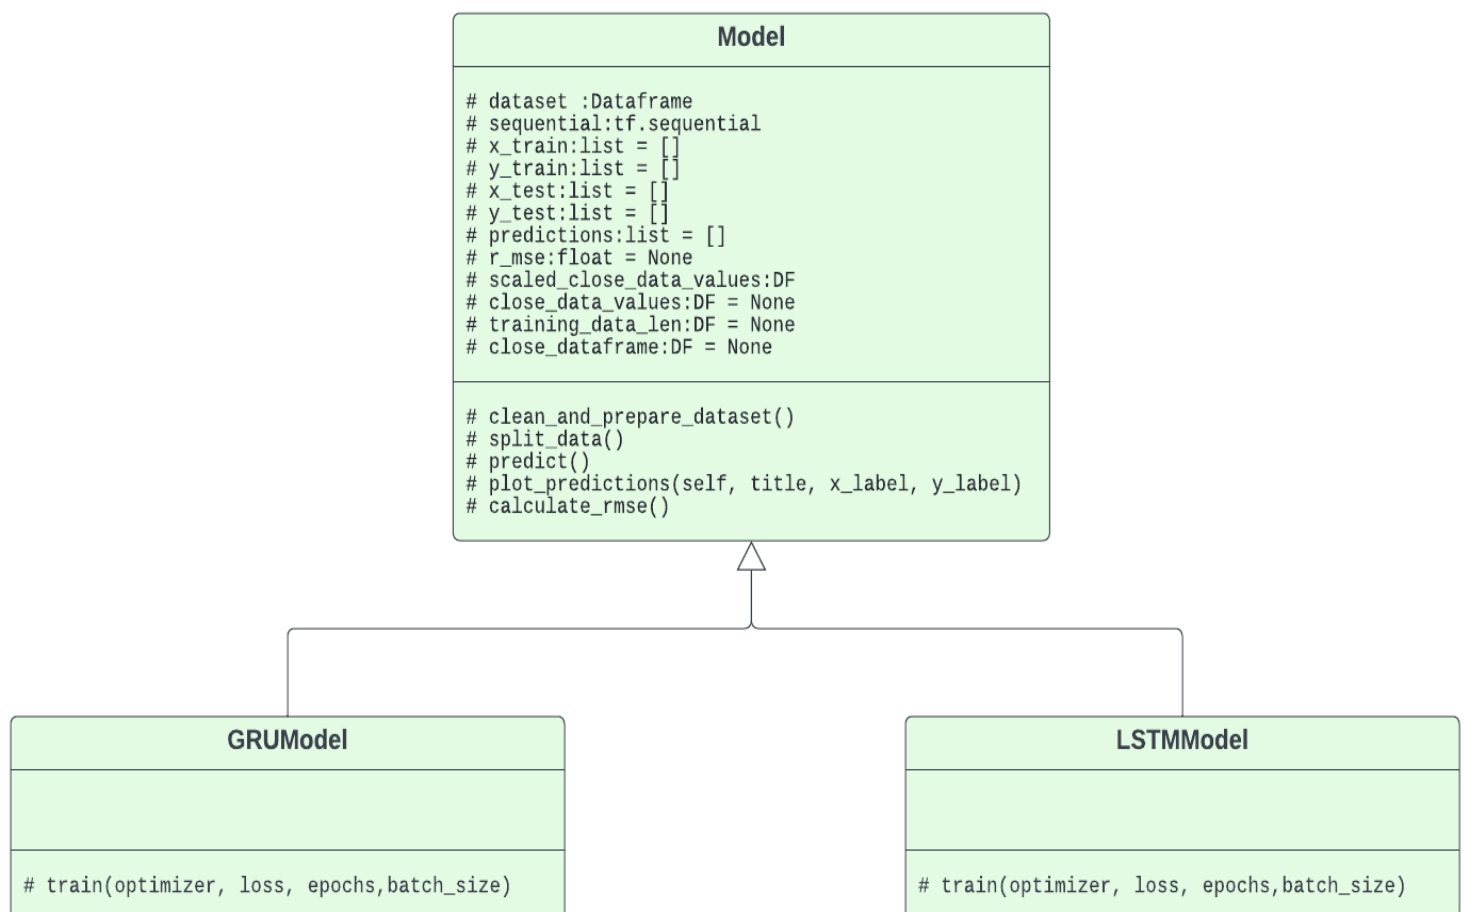 Model
# dataset :Dataframe
# sequential:tf.sequential
# x_train:list = []
# y_train:list = []
# x_test:list = []
# y_test:list = []
# predictions:list = []
# r_mse:float = None
# scaled_close_data_values:DF
# close_data_values:DF = None
# training_data_len:DF = None
# close_dataframe:DF = None
# clean_and_prepare_dataset()
# split_data()
# predict()
# plot_predictions(self, title, x_label, y_label)
# calculate_rmse()
GRUModel
# train(optimizer, loss, epochs,batch_size)
LSTMModel
# train(optimizer, loss, epochs,batch_size)